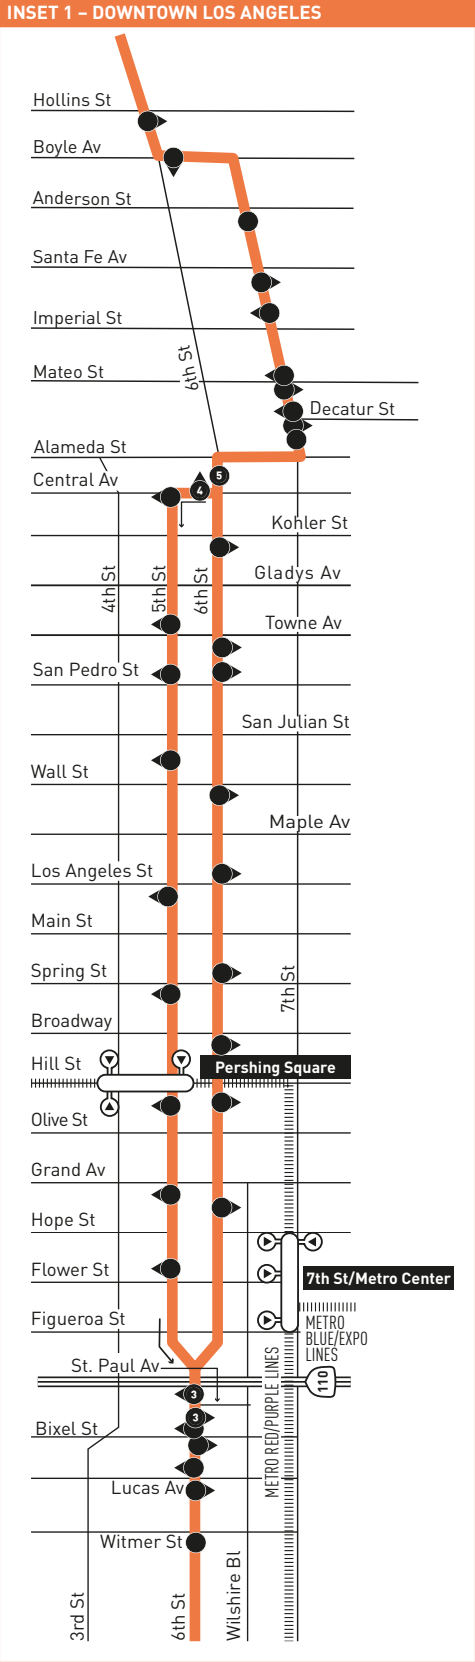 INSET 1 – DOWNTOWN LOS ANGELES
Hollins St
Boyle Av
Anderson St
Santa Fe Av
Imperial St
6th St
Mateo St
Decatur St
Alameda St
Central Av
5
4
Kohler St
4th St
5th St
6th St
Gladys Av
Towne Av
San Pedro St
San Julian St
Wall St
Maple Av
Los Angeles St
Main St
Spring St
7th St
Broadway
Hill St
Pershing Square
Olive St
Grand Av
Hope St
Flower St
7th St/Metro Center
Figueroa St
METRO
BLUE/EXPO
LINES
St. Paul Av
110
METRO RED/PURPLE LINES
3
3
Bixel St
Lucas Av
Witmer St
3rd St
6th St
Wilshire Bl